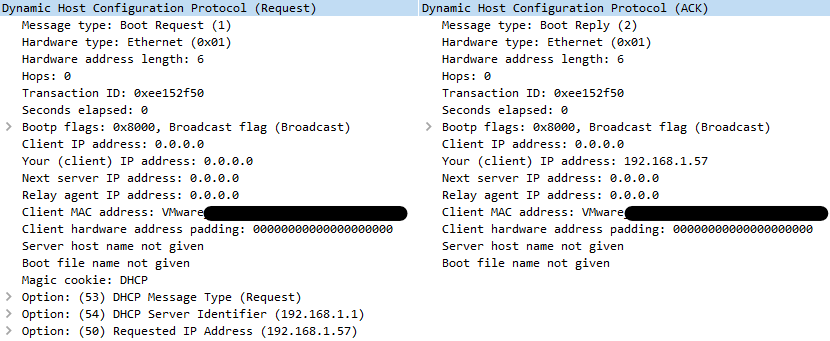 Dynamic Host Configuration Protocol (Request)
Message type: Boot Request (1)
Hardware type: Ethernet (0x01)
Hardware address length: 6
Hops: 0
Transaction ID: 0xee152f50
Seconds elapsed: 0
Bootp flags: 0x8000, Broadcast flag (Broadcast)
Client IP address: 0.0.0.0
Your (client) IP address: 0.0.0.0
Next server IP address: 0.0.0.0
Relay agent IP address: 0.0.0.0
Client MAC address: VMware
Client hardware address padding: 00000000000000000000
Server host name not given
Boot file name not given
Magic cookie: DHCP
Option: (53) DHCP Message Type (Request)
Option: (54) DHCP Server Identifier (192.168.1.1)
Option: (50) Requested IP Address (192.168.1.57)
Dynamic Host Configuration Protocol (ACK)
Message type: Boot Reply (2)
Hardware type: Ethernet (0x01)
Hardware address length: 6
Hops: 0
Transaction ID: 0xee152f50
Seconds elapsed: 0
Bootp flags: 0x8000, Broadcast flag (Broadcast)
Client IP address: 0.0.0.0
Your (client) IP address: 192.168.1.57
Next server IP address: 0.0.0.0
Relay agent IP address: 0.0.0.0
Client MAC address: VMware
Client hardware address padding: 00000000000000000000
Server host name not given
Boot file name not given